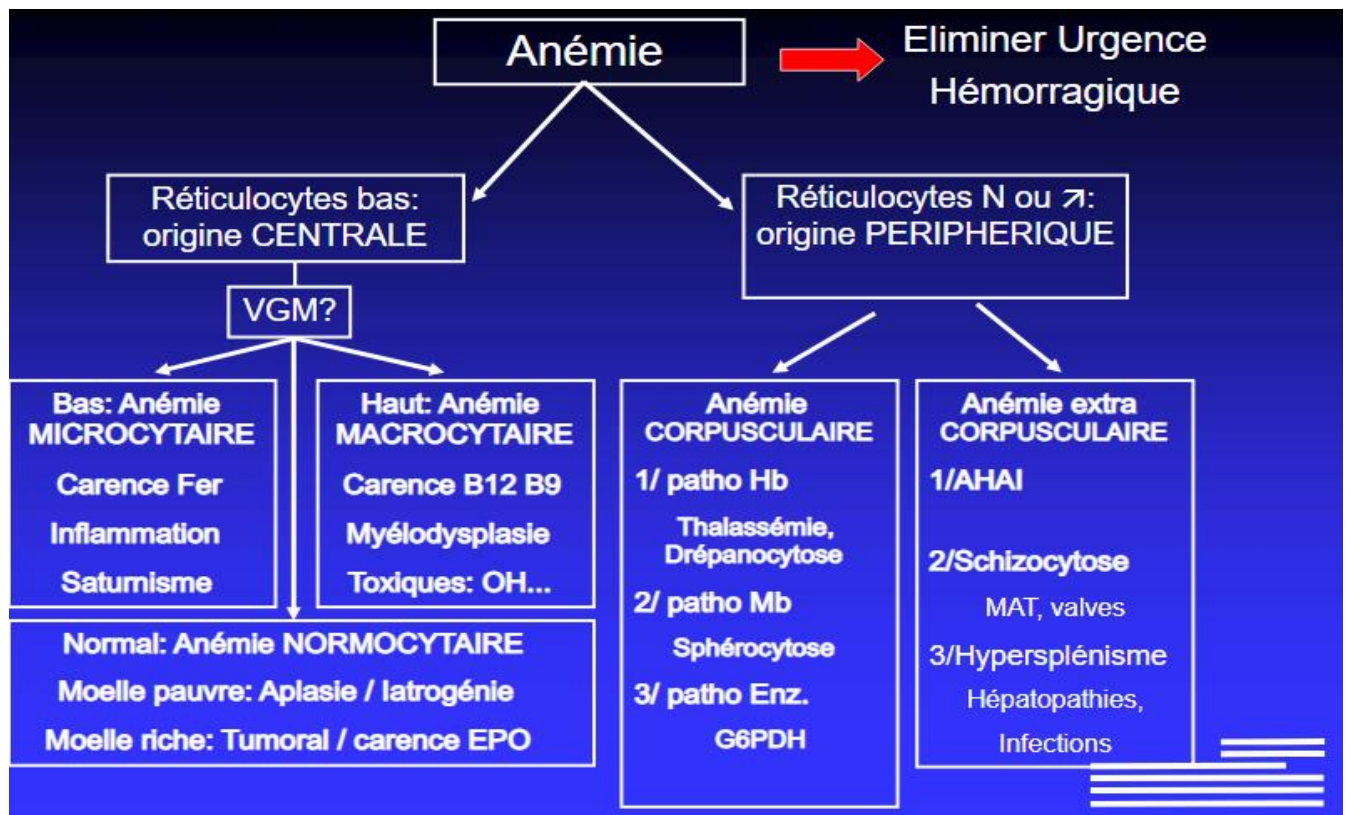 Anémie
Eliminer Urgence
Hémorragique
Réticulocytes bas:
origine CENTRALE
Réticulocytes N ou ↗:
origine PERIPHERIQUE
VGM?
Bas: Anémie
MICROCYTAIRE
Carence Fer
Inflammation
Saturnisme
Haut: Anémie
MACROCYTAIRE
Carence B12 B9
Myélodysplasie
Toxiques: OH...
Normal: Anémie NORMOCYTAIRE
Moelle pauvre: Aplasie / Iatrogénie
Moelle riche: Tumoral / carence EPO
Anémie
CORPUSCULAIRE
1/ patho Hb
Thalassémie,
Drépanocytose
2/ patho Mb
Sphérocytose
3/ patho Enz.
G6PDH
Anémie extra
CORPUSCULAIRE
1/AHAI
2/Schizocytose
MAT, valves
3/Hypersplénisme
Hépatopathies,
Infections